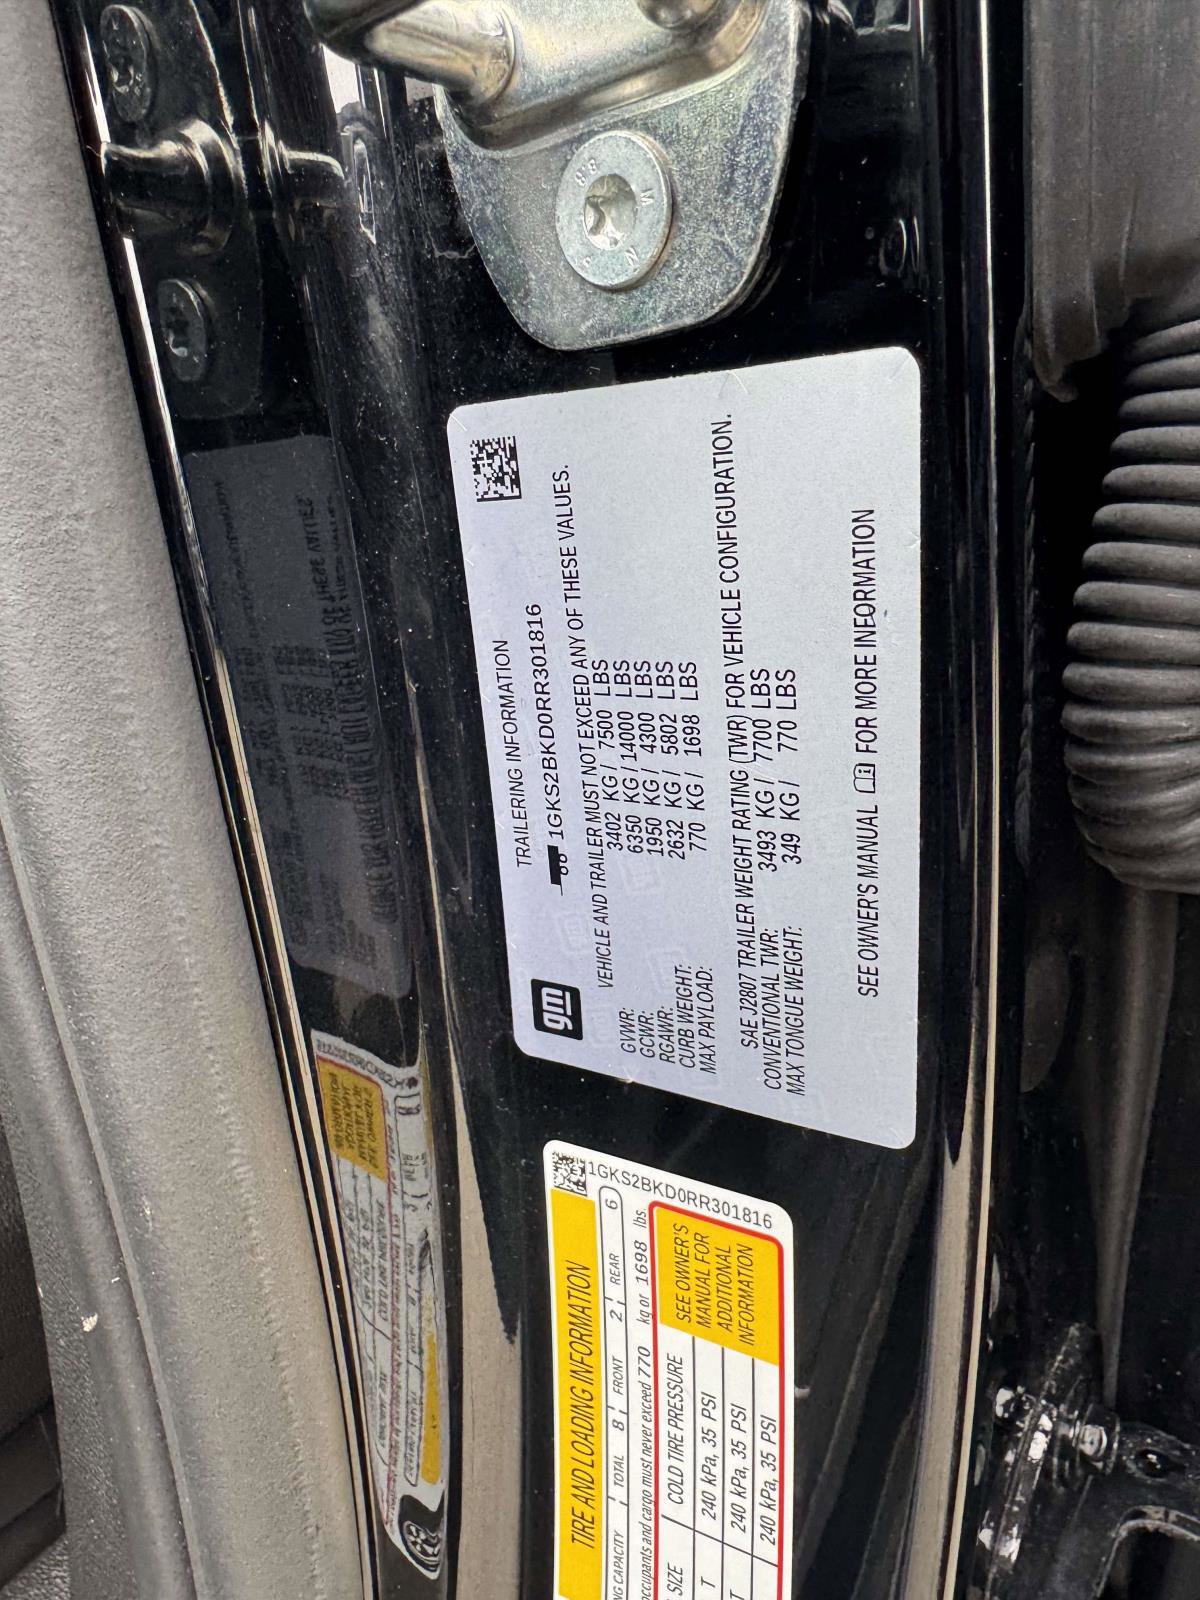 TRAILERING INFORMATION
gm
1GKS2BKD0RR301816
VEHICLE AND TRAILER MUST NOT EXCEED ANY OF THESE VALUES.
GVWR: 3402 KG / 7500 LBS
GCWR: 6350 KG / 14000 LBS
RGAWR: 1950 KG / 4300 LBS
CURB WEIGHT: 2632 KG / 5802 LBS
MAX PAYLOAD: 770 KG / 1698 LBS
SAE J2807 TRAILER WEIGHT RATING (TWR) FOR VEHICLE CONFIGURATION.
CONVENTIONAL TWR: 3493 KG / 7700 LBS
MAX TONGUE WEIGHT: 349 KG / 770 LBS
SEE OWNER'S MANUAL FOR MORE INFORMATION
1GKS2BKD0RR301816
TIRE AND LOADING INFORMATION
NG CAPACITY TOTAL 8 FRONT 2 REAR 6
occupants and cargo must never exceed 770 kg or 1698 lbs
SIZE COLD TIRE PRESSURE
T 240 kPa, 35 PSI
T 240 kPa, 35 PSI
240 kPa, 35 PSI
SEE OWNER'S
MANUAL FOR
ADDITIONAL
INFORMATION
8.8
M
N